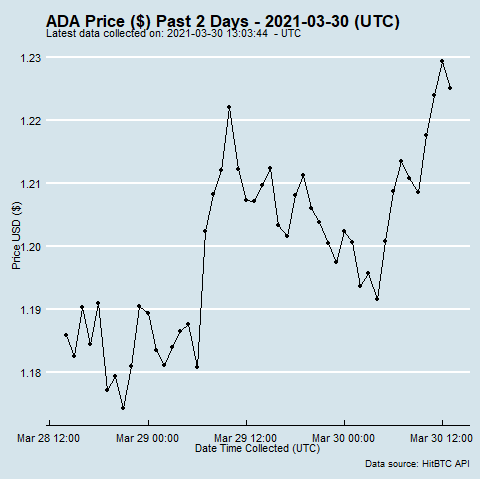 ADA Price ($) Past 2 Days - 2021-03-30 (UTC)
Latest data collected on: 2021-03-30 13:03:44  - UTC
1.23
1.22
1.21
1.20
1.19
1.18
Price USD ($)
Mar 28 12:00
Mar 29 00:00
Mar 29 12:00
Mar 30 00:00
Mar 30 12:00
Date Time Collected (UTC)
Data source: HitBTC API